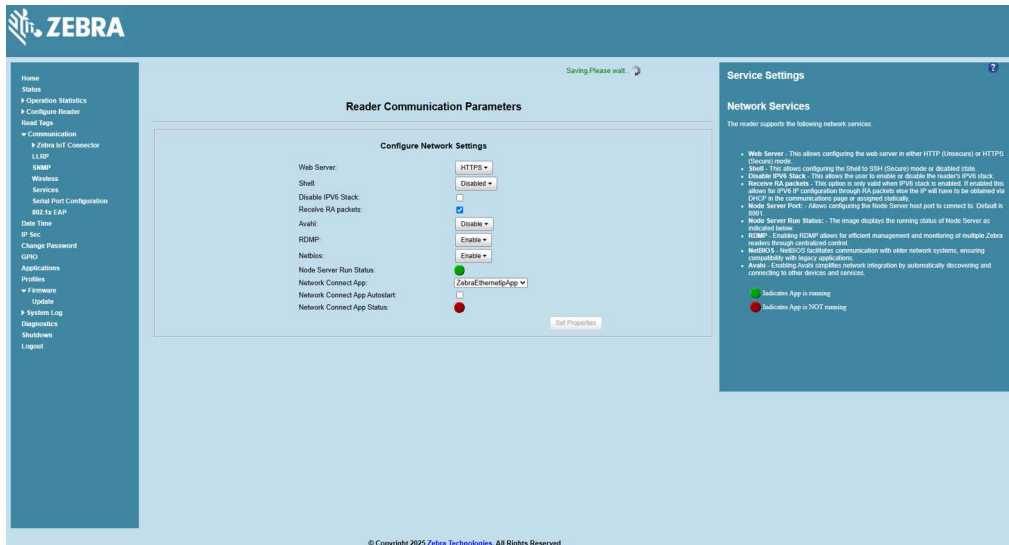 ZEBRA
Home
Status
Operation Statistics
Configure Reader
Read Tags
Communication
Zebra IoT Connector
LLRP
SNMP
Wireless
Services
Serial Port Configuration
802.1x EAP
Date Time
IP Sec
Change Password
GPIO
Applications
Profiles
Firmware
Update
System Log
Diagnostics
Shutdown
Logout
Saving.Please wait...
Reader Communication Parameters
Configure Network Settings
Web Server: HTTPS
Shell: Disabled
Disable IPV6 Stack:
Receive RA packets:
Avahi: Disable
RDMP: Enable
Netbios: Enable
Node Server Run Status:
Network Connect App: ZebraEthernetipApp
Network Connect App Autostart:
Network Connect App Status:
Set Properties
Service Settings
?
Network Services
The reader supports the following network services.
Web Server - This allows configuring the web server in either HTTP (Unsecure) or HTTPS
(Secure) mode.
Shell - This allows configuring the Shell to SSH (Secure) mode or disabled state.
Disable IPV6 Stack - This allows the user to enable or disable the reader's IPV6 stack.
Receive RA packets - This option is only valid when IPV6 stack is enabled. If enabled this
allows for IPV6 IP configuration through RA packets else the IP will have to be obtained via
DHCP in the communications page or assigned statically.
Node Server Port: - Allows configuring the Node Server host port to connect to. Default is
8001.
Node Server Run Status: - The image displays the running status of Node Server as
indicated below.
RDMP - Enabling RDMP allows for efficient management and monitoring of multiple Zebra
readers through centralized control.
NetBIOS - NetBIOS facilitates communication with older network systems, ensuring
compatibility with legacy applications.
Avahi - Enabling Avahi simplifies network integration by automatically discovering and
connecting to other devices and services.
Indicates App is running
Indicates App is NOT running
© Copyright 2025 Zebra Technologies. All Rights Reserved